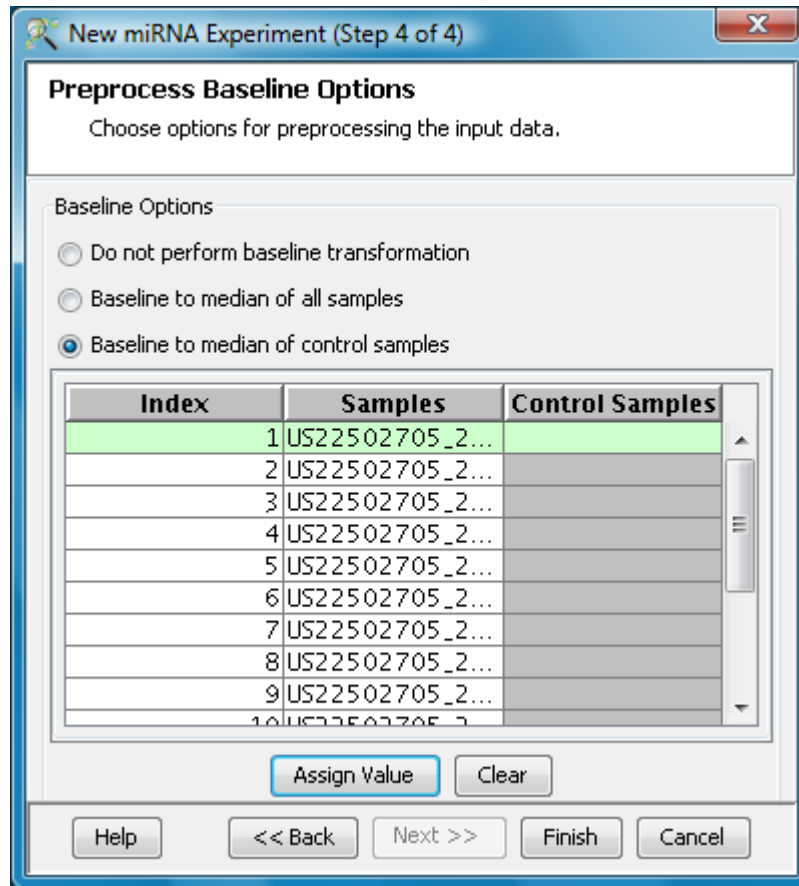 New miRNA Experiment (Step 4 of 4)
Preprocess Baseline Options
Choose options for preprocessing the input data.
Baseline Options
Do not perform baseline transformation
Baseline to median of all samples
Baseline to median of control samples
Index Samples Control Samples
1 US22502705_2...
2 US22502705_2...
3 US22502705_2...
4 US22502705_2...
5 US22502705_2...
6 US22502705_2...
7 US22502705_2...
8 US22502705_2...
9 US22502705_2...
10 US22502705_2
Assign Value Clear
Help << Back Next >> Finish Cancel